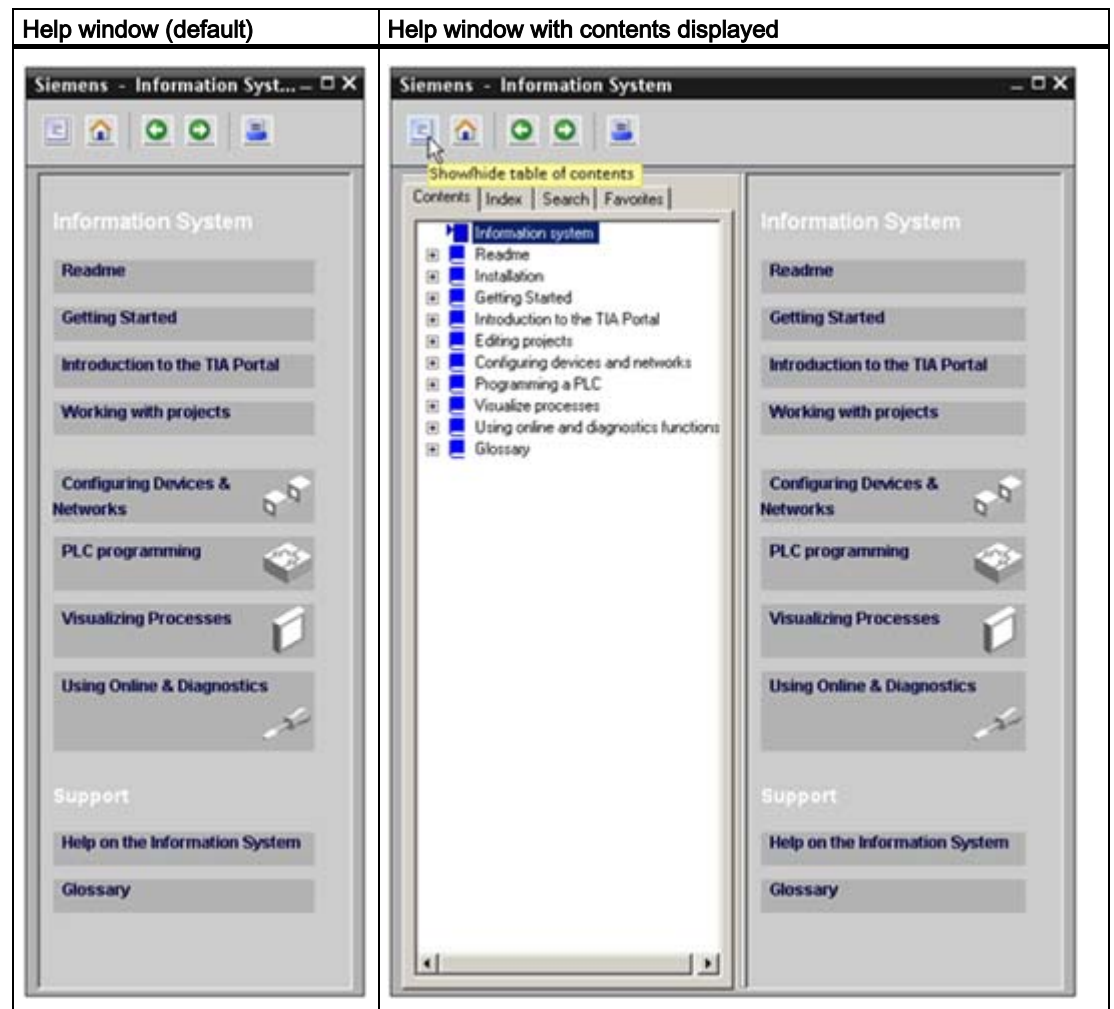 Help window (default)
Help window with contents displayed
Siemens - Information Syst...
Information System
Readme
Getting Started
Introduction to the TIA Portal
Working with projects
Configuring Devices &
Networks
PLC programming
Visualizing Processes
Using Online & Diagnostics
Support
Help on the Information System
Glossary
Siemens - Information System
Show/hide table of contents
Contents Index Search Favorites
Information system
Readme
Installation
Getting Started
Introduction to the TIA Portal
Editing projects
Configuring devices and networks
Programming a PLC
Visualize processes
Using online and diagnostics functions
Glossary
Information System
Readme
Getting Started
Introduction to the TIA Portal
Working with projects
Configuring Devices &
Networks
PLC programming
Visualizing Processes
Using Online & Diagnostics
Support
Help on the Information System
Glossary